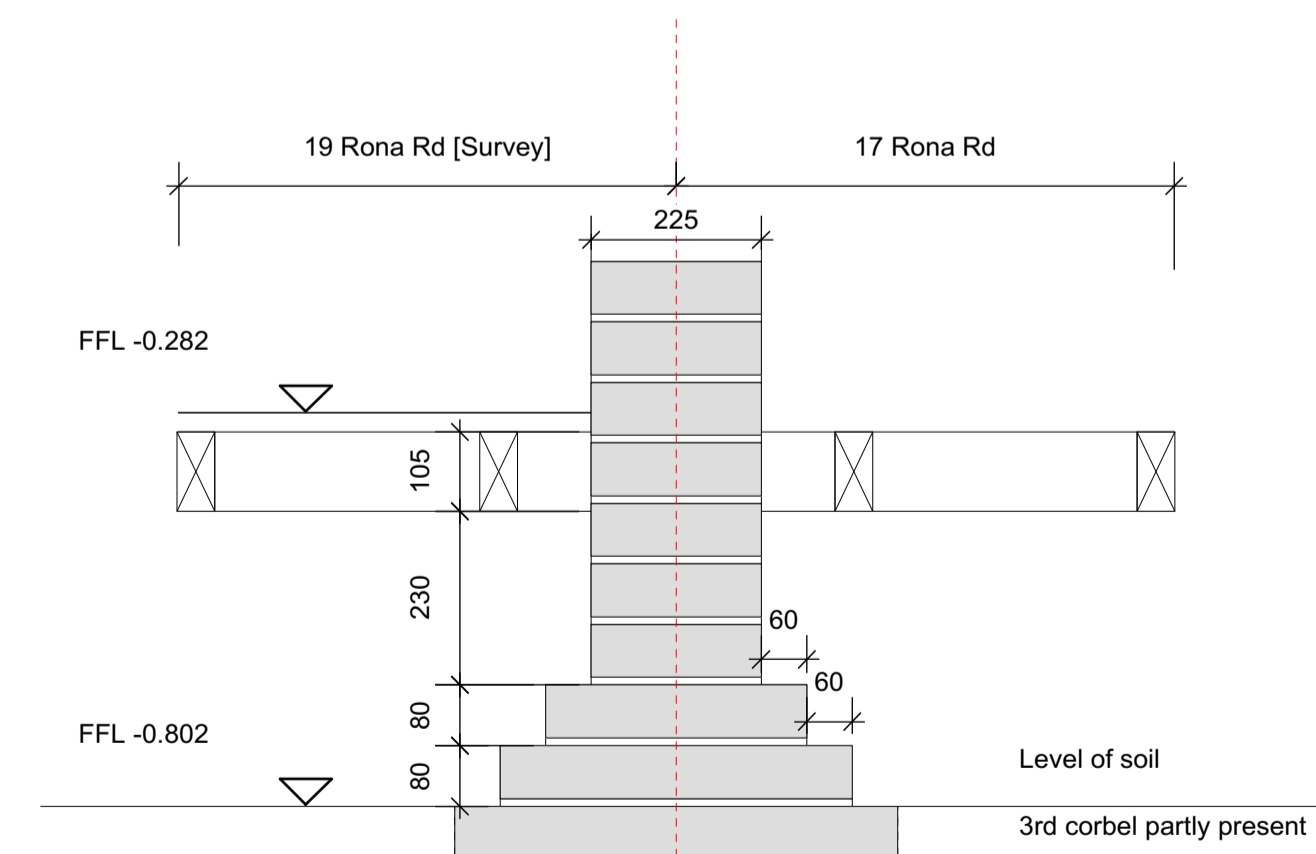 19 Rona Rd [Survey]
17 Rona Rd
225
FFL -0.282
105
230
60
60
80
FFL -0.802
80
Level of soil
3rd corbel partly present